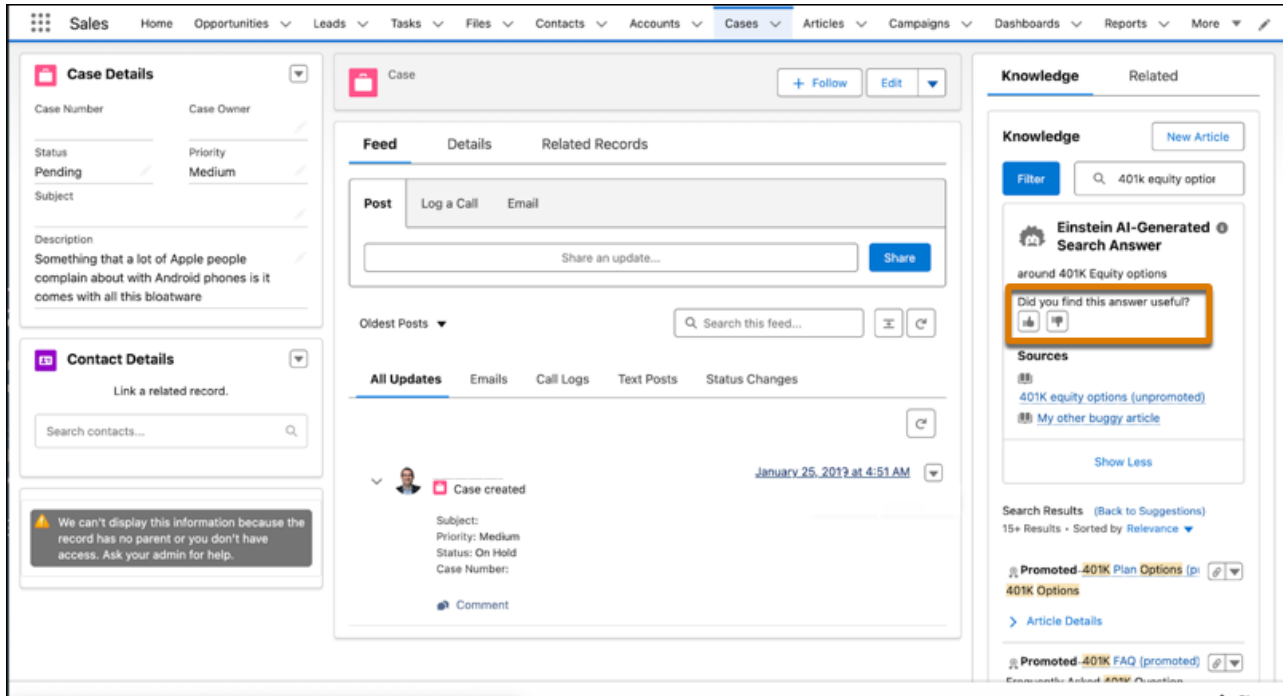 Sales Home Opportunities Leads Tasks Files Contacts Accounts Cases Articles Campaigns Dashboards Reports More
Case Details
Case Number Case Owner
Status Priority
Pending Medium
Subject
Description
Something that a lot of Apple people
complain about with Android phones is it
comes with all this bloatware
Contact Details
Link a related record.
Search contacts...
We can't display this information because the
record has no parent or you don't have
access. Ask your admin for help.
Case
+ Follow Edit
Feed Details Related Records
Post Log a Call Email
Share an update... Share
Oldest Posts Search this feed...
All Updates Emails Call Logs Text Posts Status Changes
January 25, 2019 at 4:51 AM
Case created
Subject:
Priority: Medium
Status: On Hold
Case Number:
Comment
Knowledge Related
Knowledge New Article
Filter 401k equity option
Einstein AI-Generated
Search Answer
around 401K Equity options
Did you find this answer useful?
Sources
401K equity options (unpromoted)
My other buggy article
Show Less
Search Results (Back to Suggestions)
15+ Results • Sorted by Relevance
Promoted-401K Plan Options
401K Options
Article Details
Promoted-401K FAQ (promoted)
Frequently Asked 401K Question